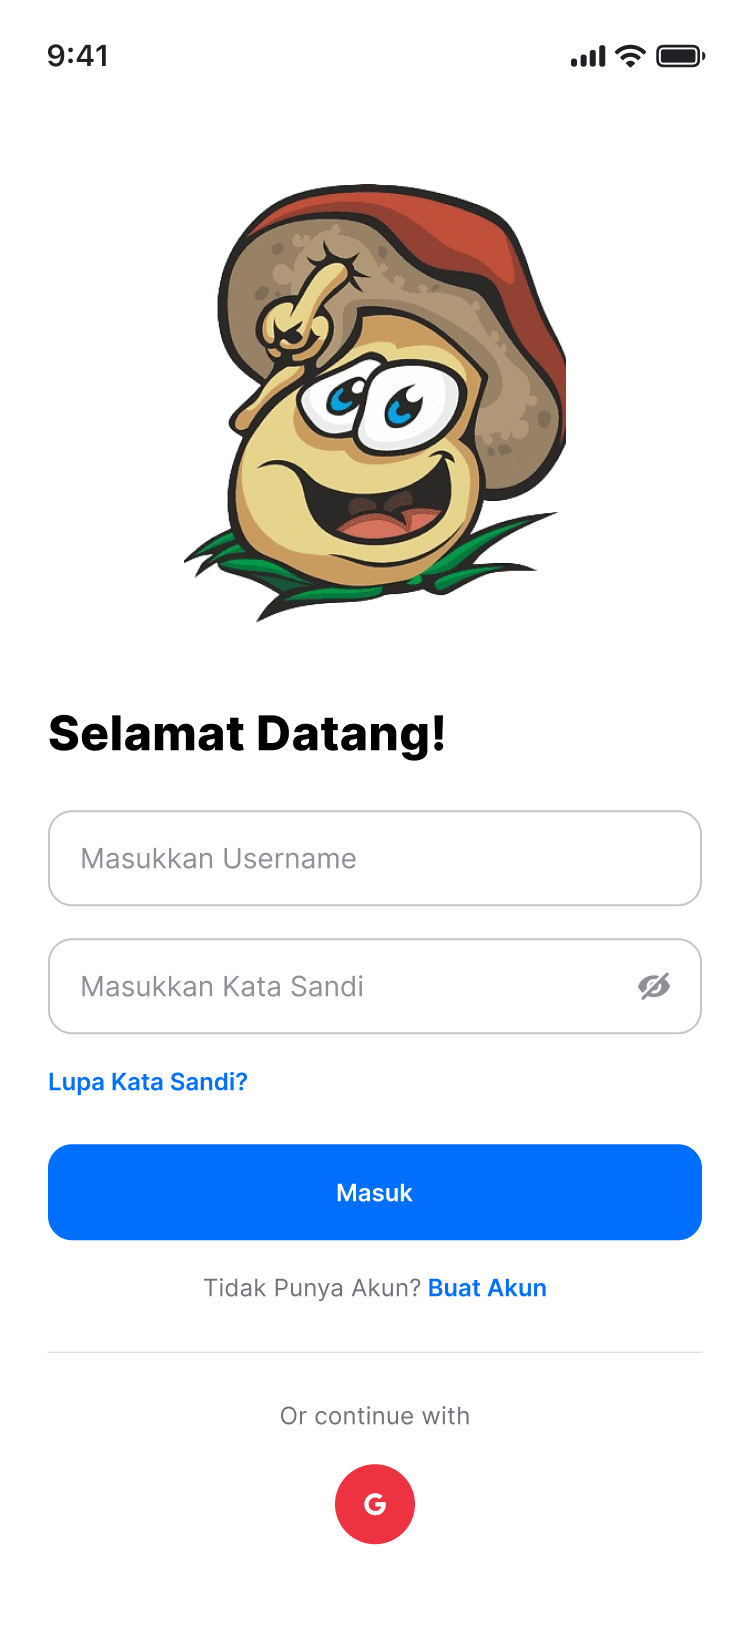 9:41
Selamat Datang!
Masukkan Username
Masukkan Kata Sandi
Lupa Kata Sandi?
Masuk
Tidak Punya Akun? Buat Akun
Or continue with
G